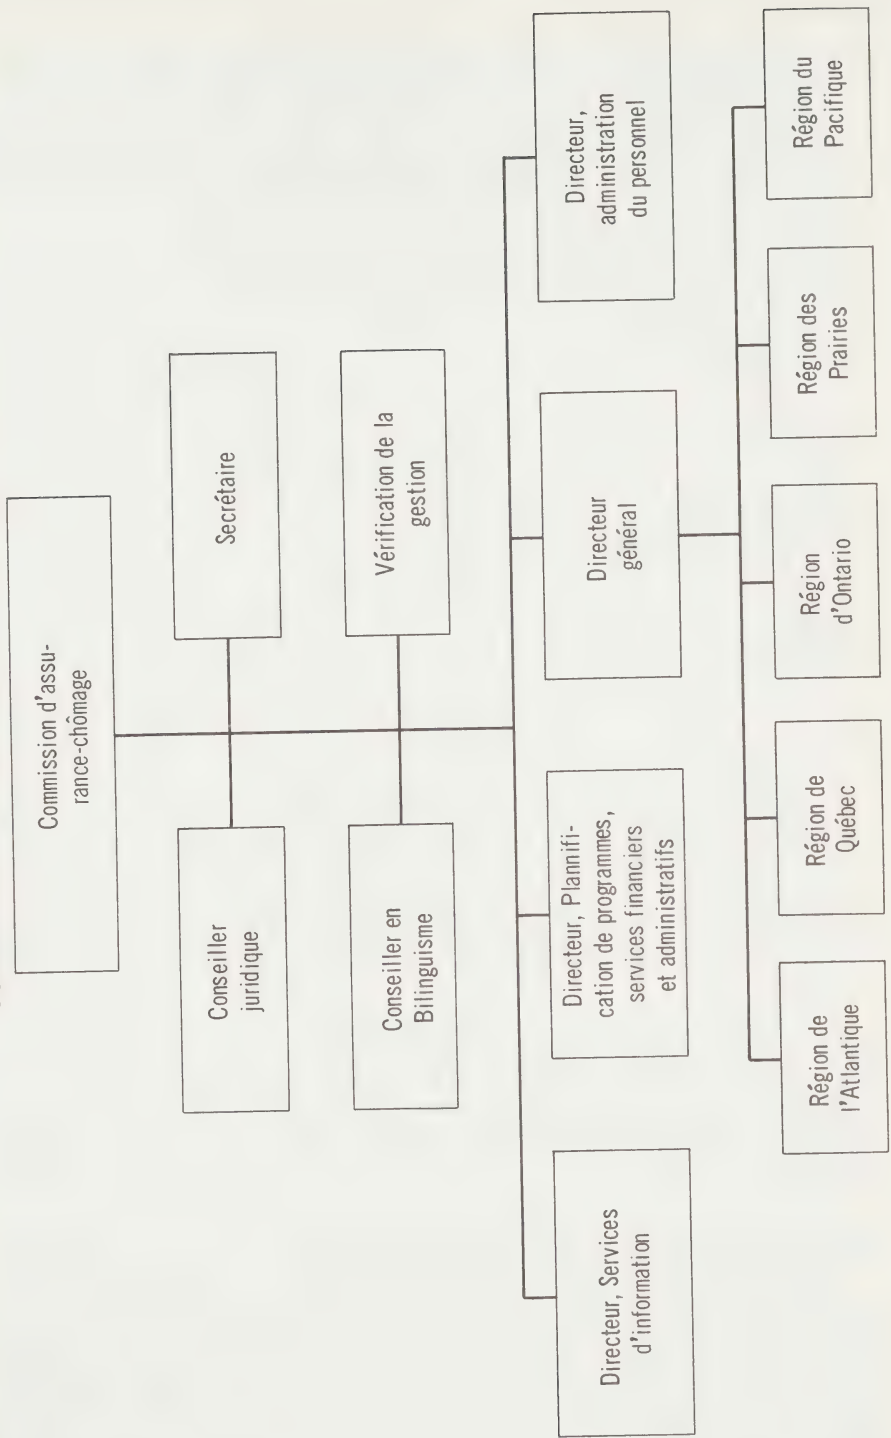 Commission d'assu-
rance-chômage
Conseiller
juridique
Secrétaire
Conseiller en
Bilinguisme
Vérification de la
gestion
Directeur, Services
d'information
Directeur, Plannifi-
cation de programmes,
services financiers
et administratifs
Directeur
général
Directeur,
administration
du personnel
Région de
l'Atlantique
Région de
Québec
Région
d'Ontario
Région des
Prairies
Région du
Pacifique